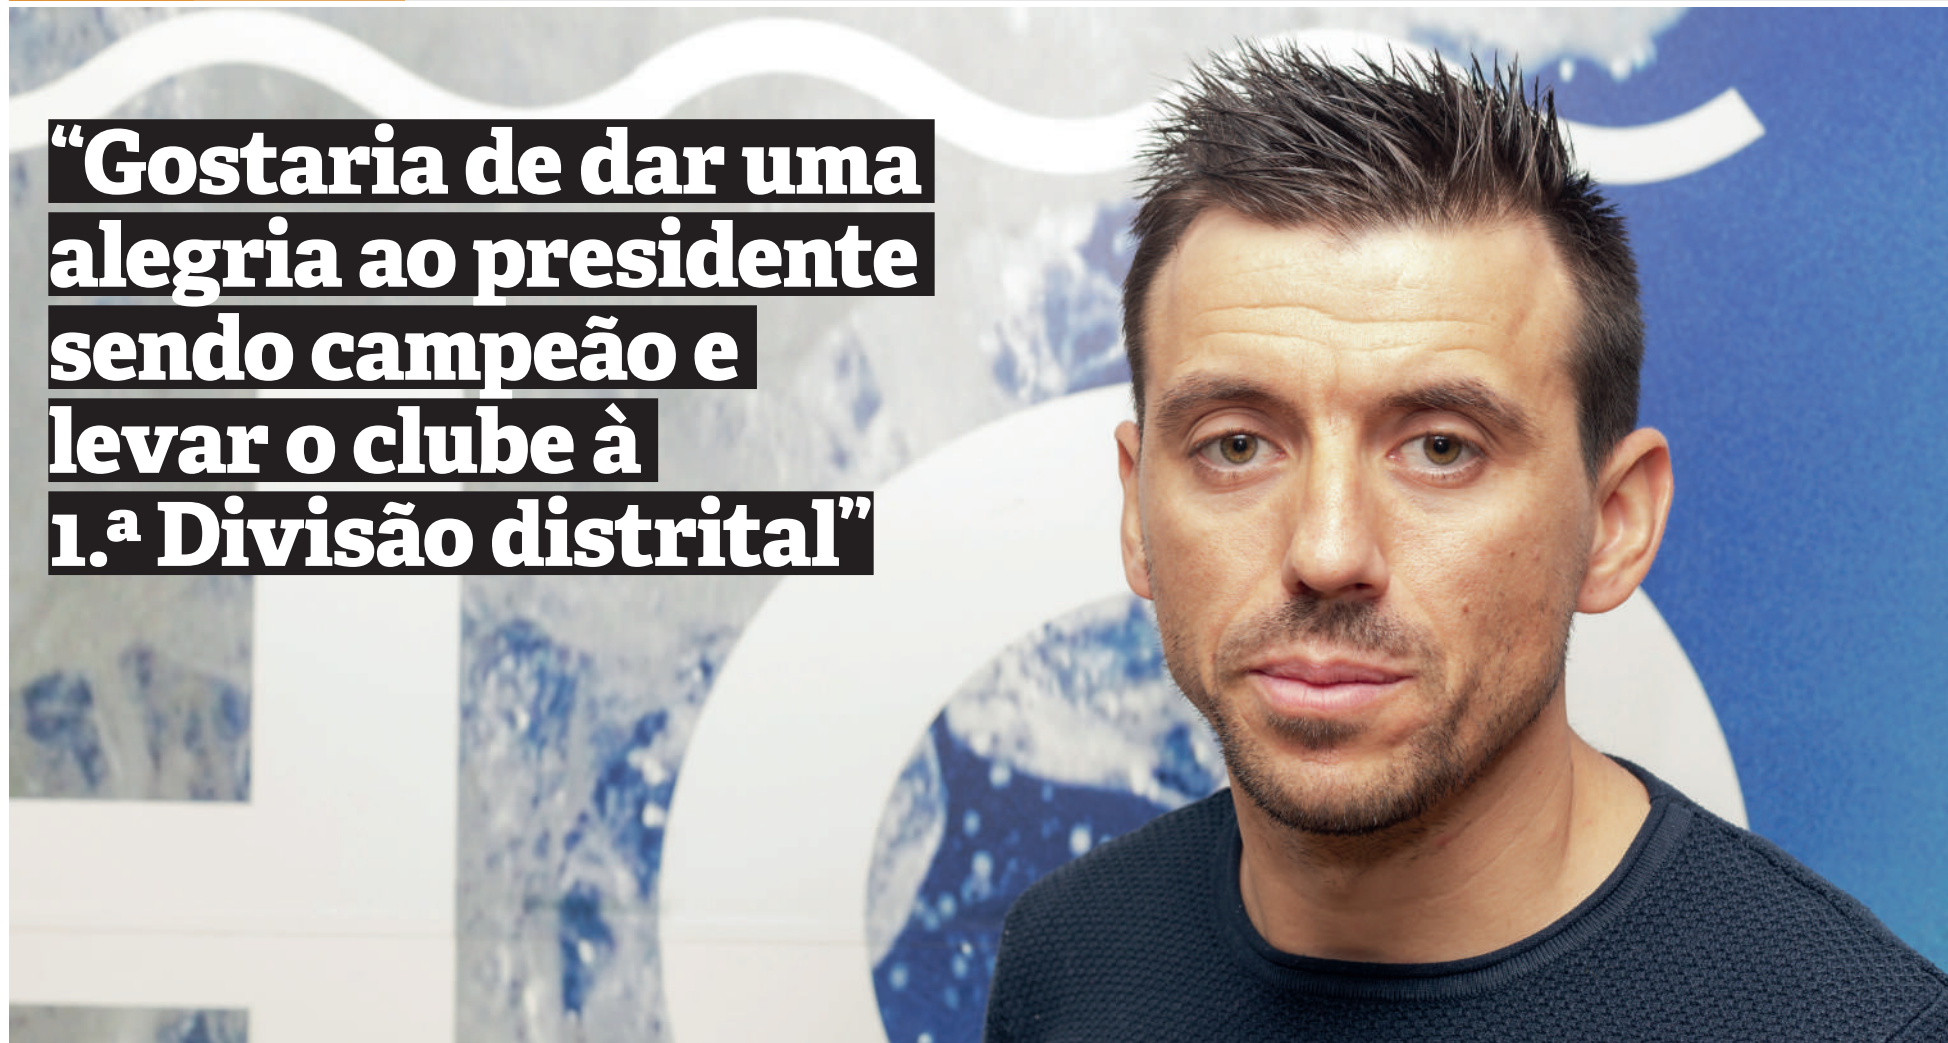 “Gostaria de dar uma
alegria ao presidente
sendo campeão e
levar o clube à
1.ª Divisão distrital”